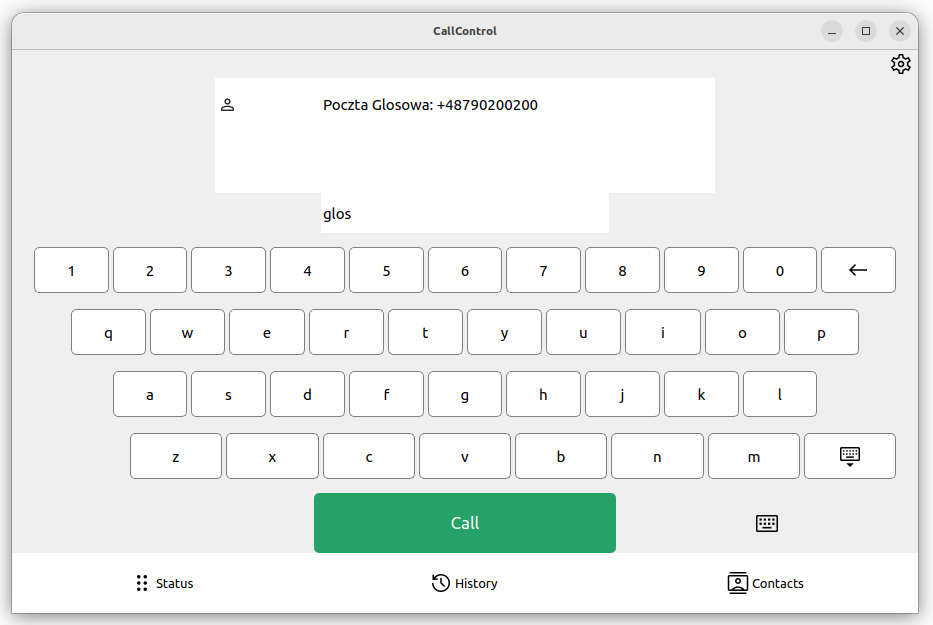 CallControl
Poczta Glosowa: +48790200200
glos
1 2 3 4 5 6 7 8 9 0
q w e r t y u i o p
a s d f g h j k l
z x c v b n m
Call
Status History Contacts